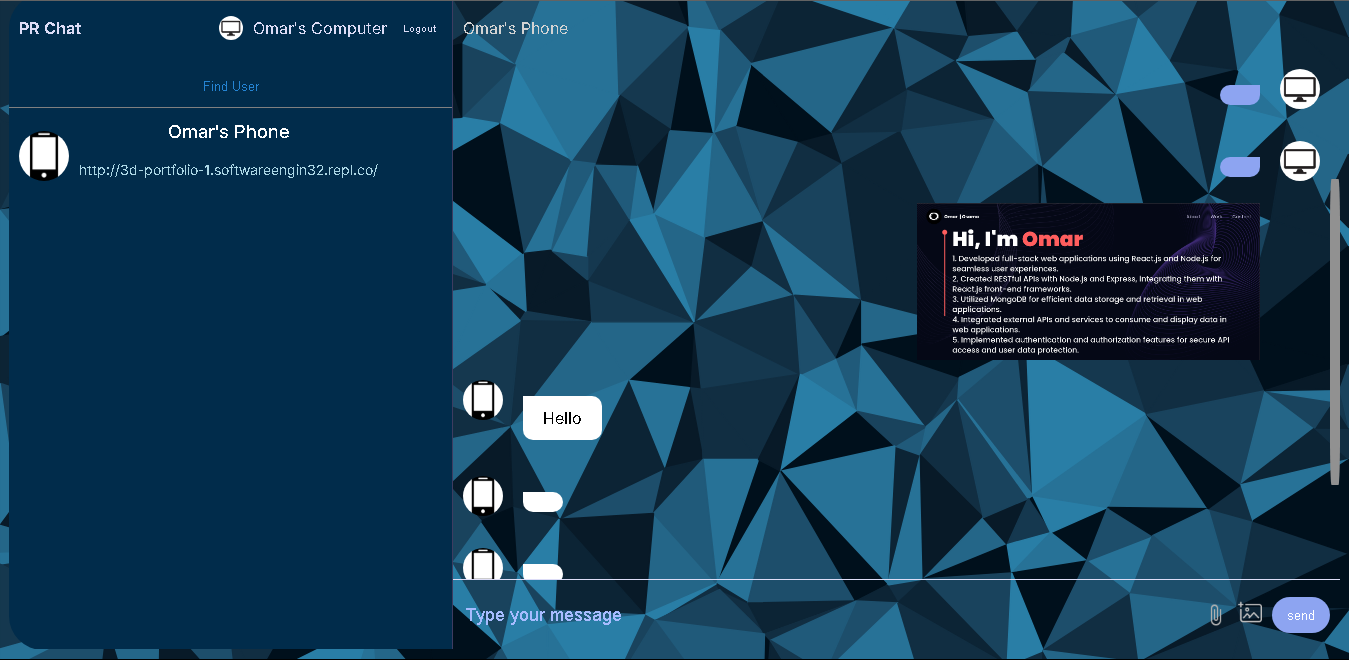 PR Chat
Omar's Computer
Logout
Find User
Omar's Phone
http://3d-portfolio-1.softwareengin32.repl.co/
Omar's Phone
Omar | Osama
About
Work
Contact
Hi, I'm Omar
1. Developed full-stack web applications using React.js and Node.js for
seamless user experiences.
2. Created RESTful APIs with Node.js and Express, integrating them with
React.js front-end frameworks.
3. Utilized MongoDB for efficient data storage and retrieval in web
applications.
4. Integrated external APIs and services to consume and display data in
web applications.
5. Implemented authentication and authorization features for secure API
access and user data protection.
Hello
Type your message
send